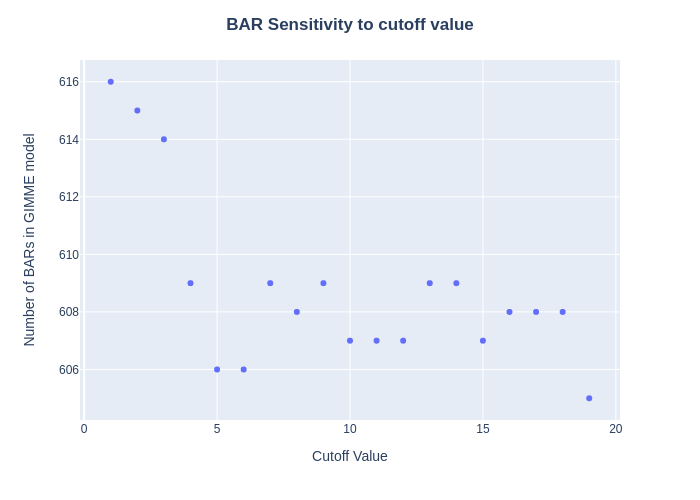 BAR Sensitivity to cutoff value
Number of BARs in GIMME model
616
614
612
610
608
606
0 5 10 15 20
Cutoff Value